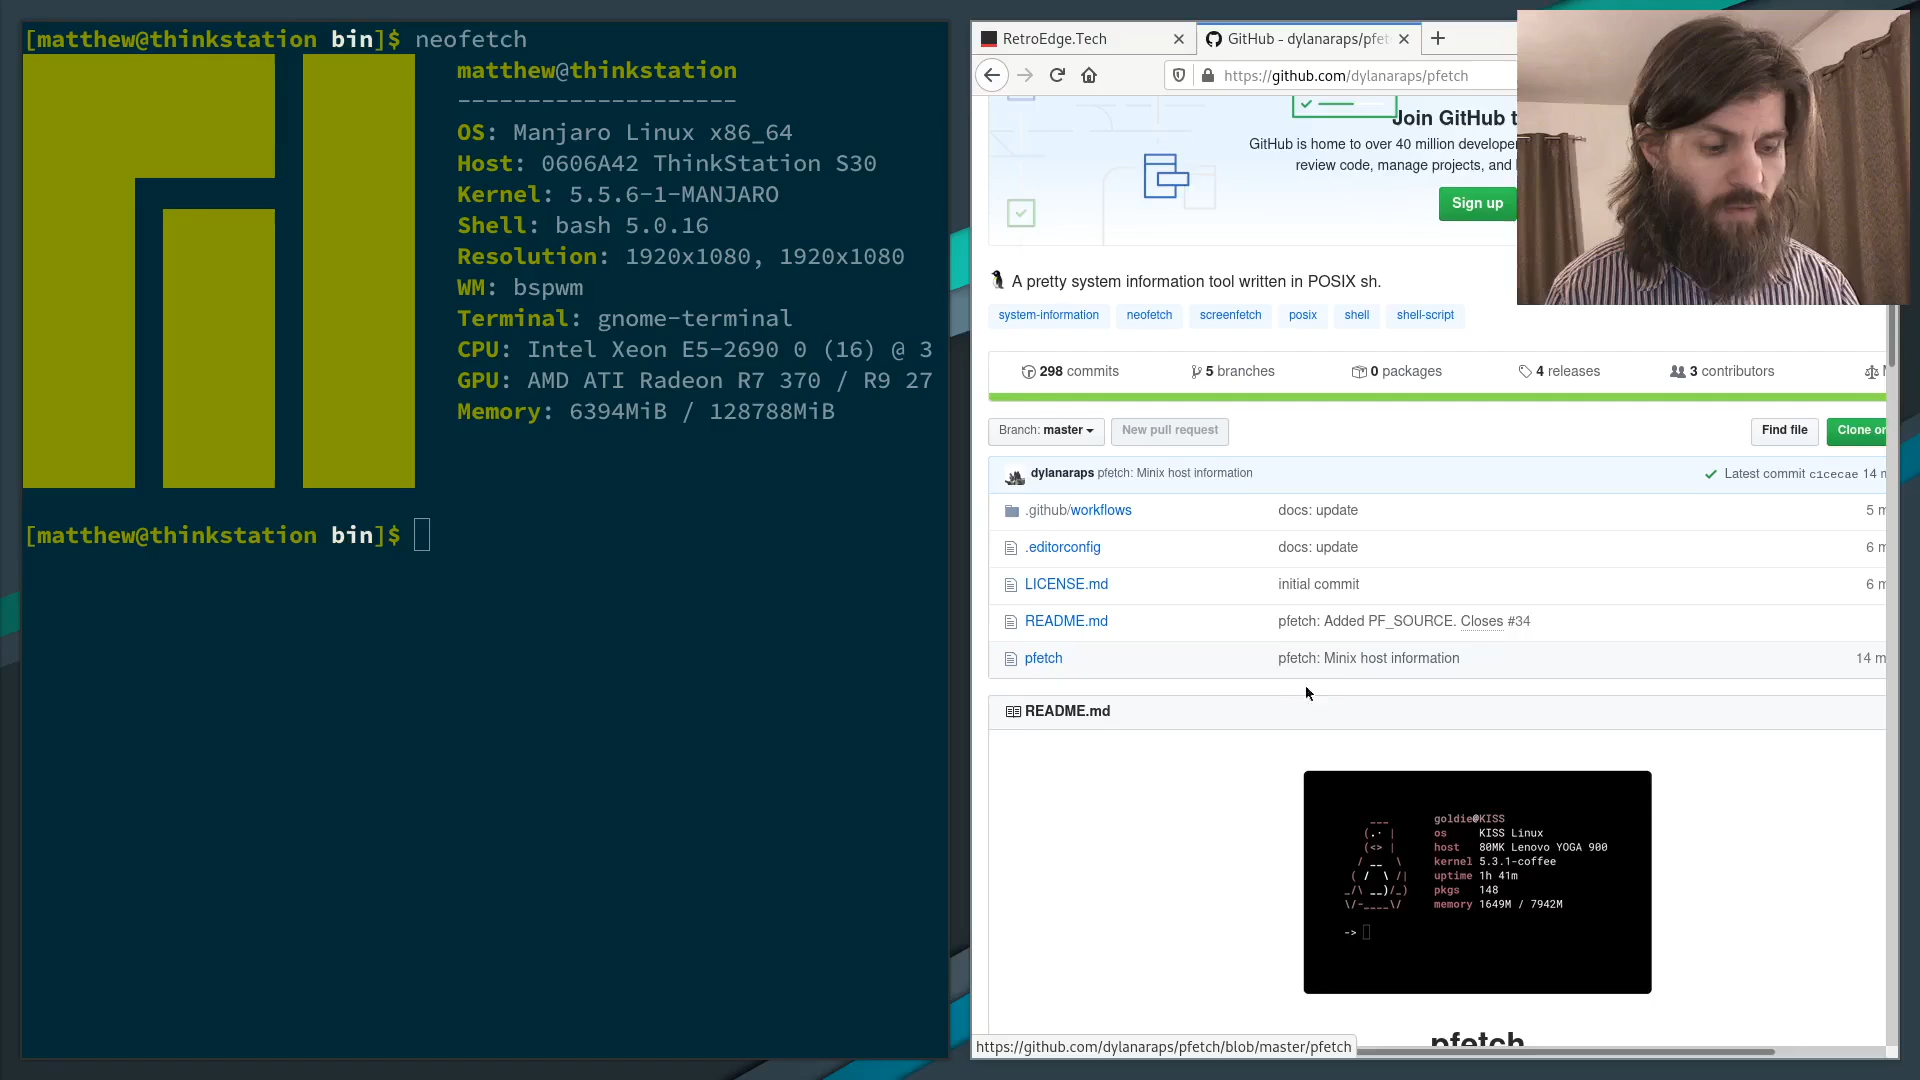 [matthew@thinkstation bin]$ neofetch
matthew@thinkstation
--------------------
OS: Manjaro Linux x86_64
Host: 0606A42 ThinkStation S30
Kernel: 5.5.6-1-MANJARO
Shell: bash 5.0.16
Resolution: 1920x1080, 1920x1080
WM: bspwm
Terminal: gnome-terminal
CPU: Intel Xeon E5-2690 0 (16) @ 3
GPU: AMD ATI Radeon R7 370 / R9 27
Memory: 6394MiB / 128788MiB
[matthew@thinkstation bin]$
RetroEdge.Tech
GitHub - dylanaraps/pfet
https://github.com/dylanaraps/pfetch
Join GitHub t
GitHub is home to over 40 million develope
review code, manage projects, and
Sign up
A pretty system information tool written in POSIX sh.
system-information neofetch screenfetch posix shell shell-script
298 commits 5 branches 0 packages 4 releases 3 contributors
Branch: master New pull request Find file Clone or
dylanaraps pfetch: Minix host information Latest commit c1cecae 14 m
.github/workflows docs: update 5 m
.editorconfig docs: update 6 m
LICENSE.md initial commit 6 m
README.md pfetch: Added PF_SOURCE. Closes #34
pfetch pfetch: Minix host information 14 m
README.md
goldie@KISS
os KISS Linux
host 80MK Lenovo YOGA 900
kernel 5.3.1-coffee
uptime 1h 41m
pkgs 148
memory 1649M / 7942M
->
pfetch
https://github.com/dylanaraps/pfetch/blob/master/pfetch